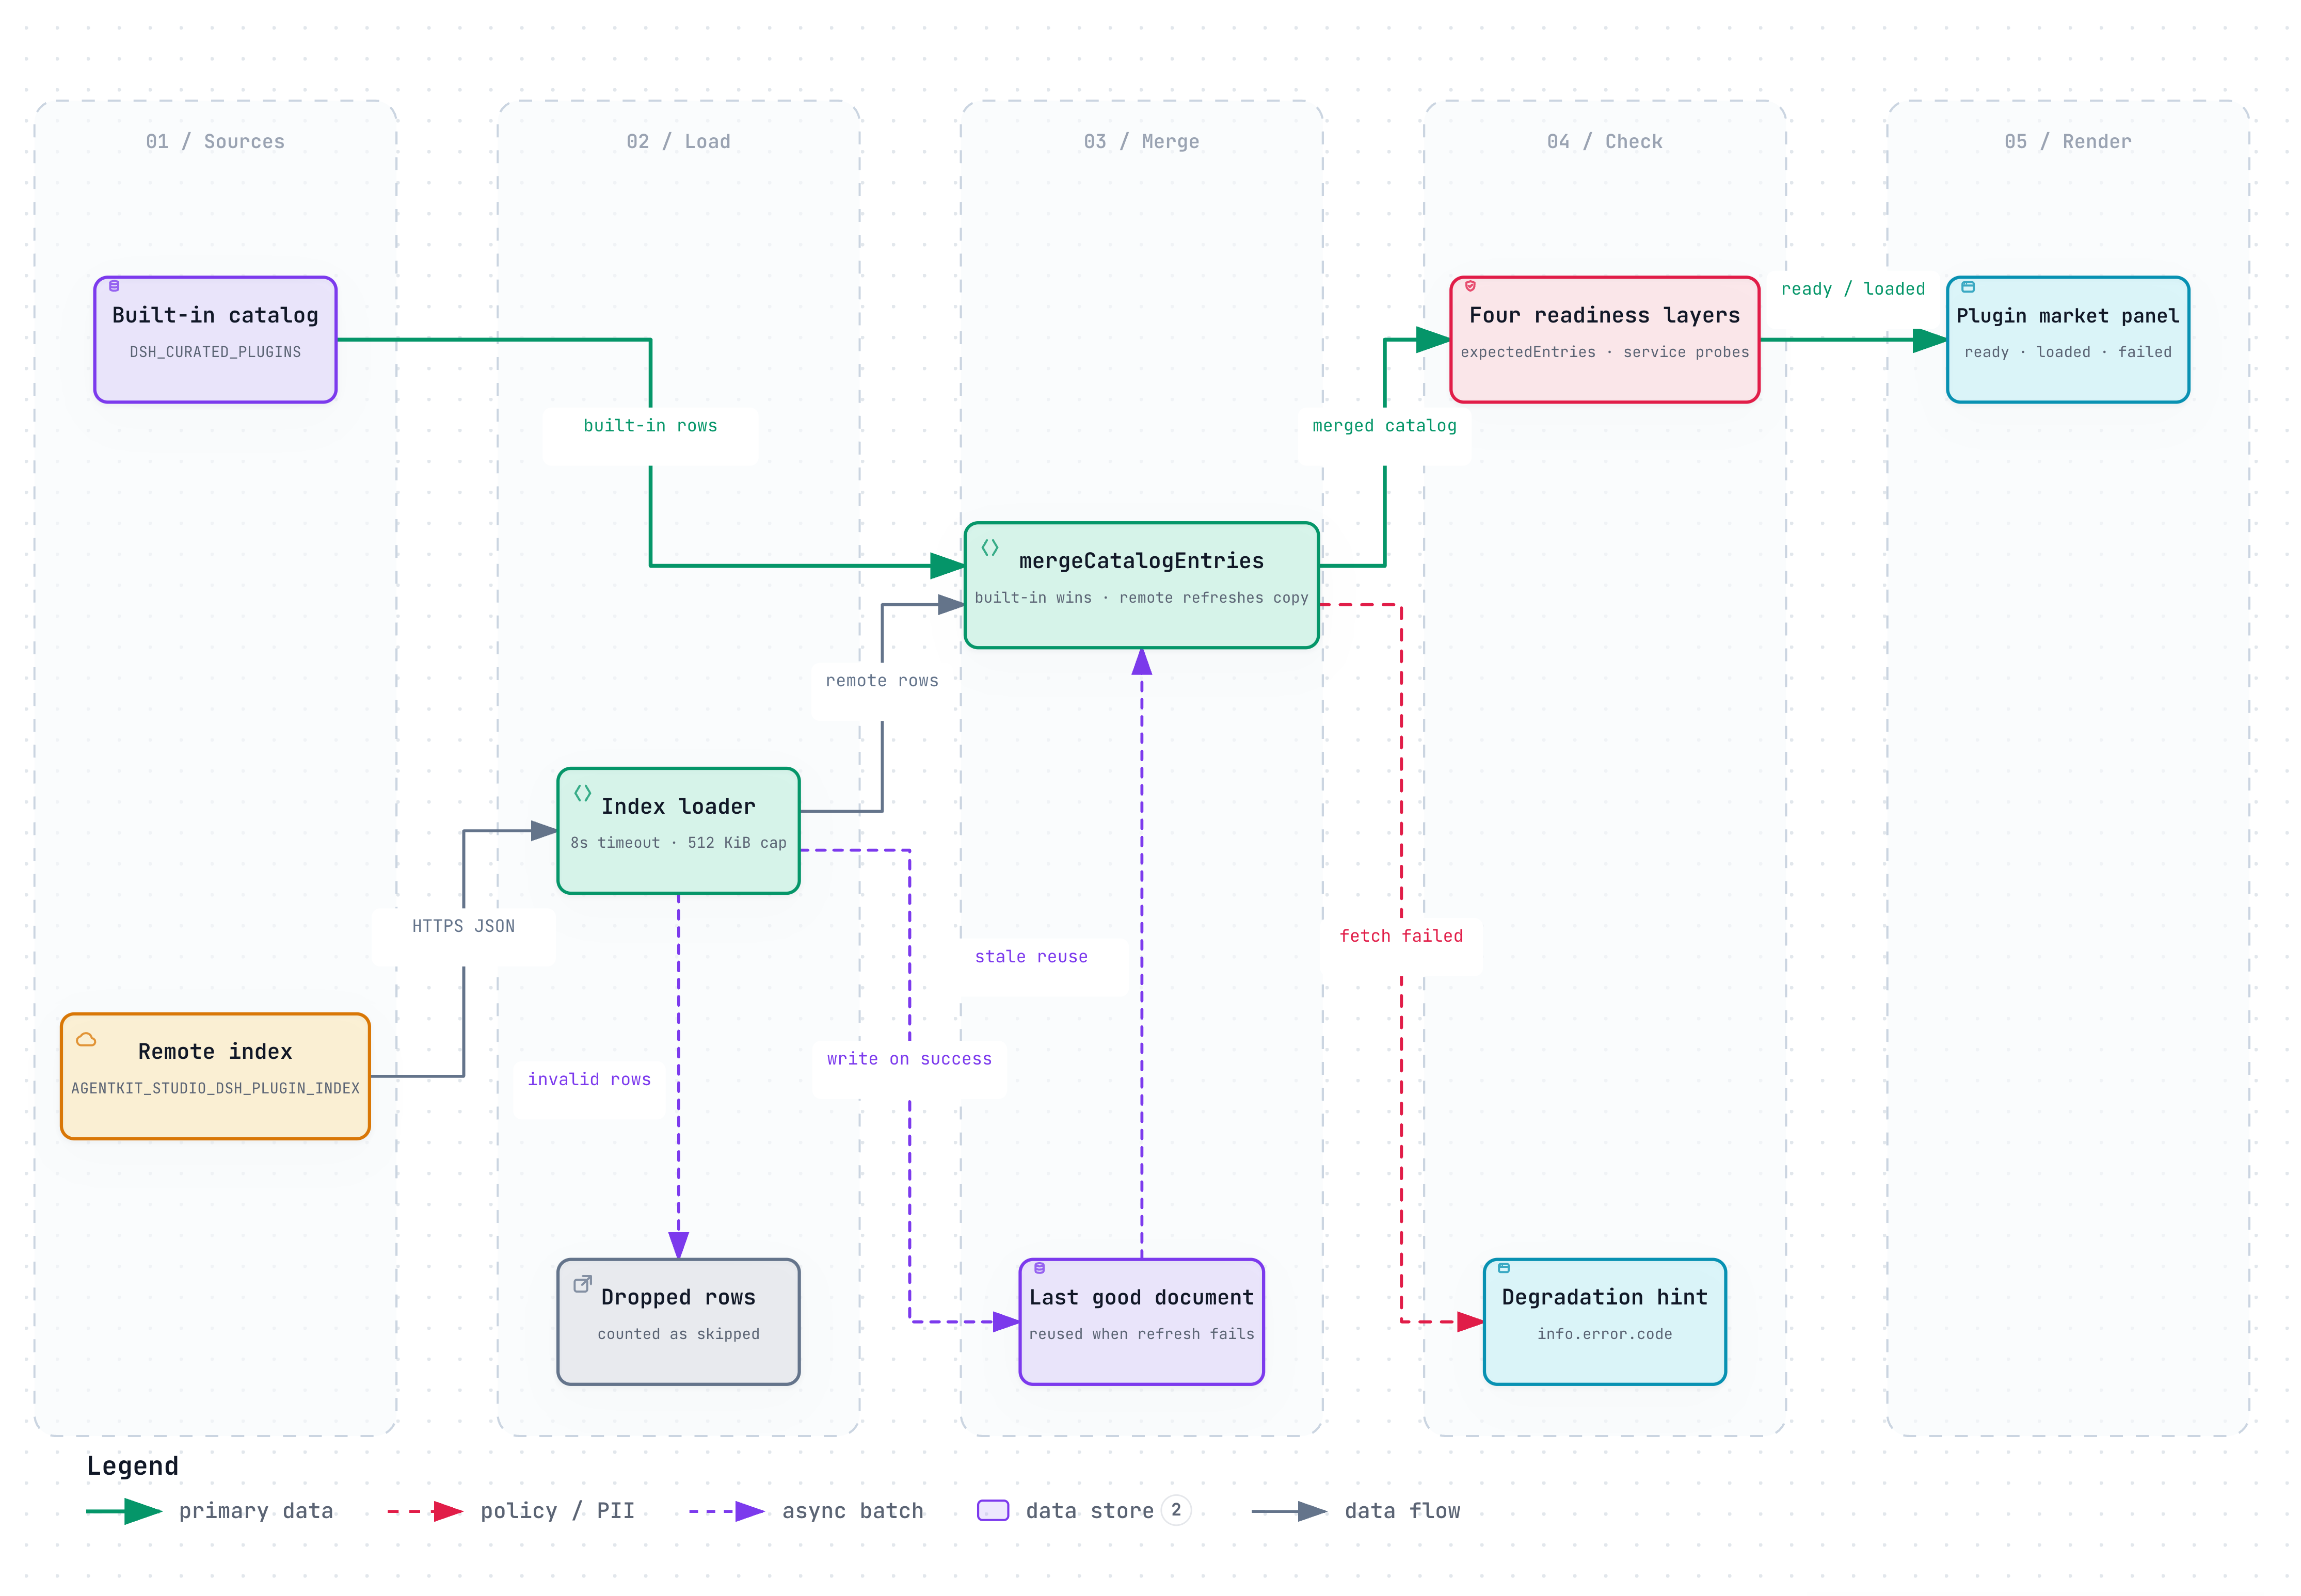 01 / Sources
02 / Load
03 / Merge
04 / Check
05 / Render
Built-in catalog
DSH_CURATED_PLUGINS
built-in rows
merged catalog
Four readiness layers
expectedEntries · service probes
ready / loaded
Plugin market panel
ready · loaded · failed
mergeCatalogEntries
built-in wins · remote refreshes copy
remote rows
Index loader
8s timeout · 512 KiB cap
HTTPS JSON
fetch failed
stale reuse
Remote index
AGENTKIT_STUDIO_DSH_PLUGIN_INDEX
invalid rows
write on success
Dropped rows
counted as skipped
Last good document
reused when refresh fails
Degradation hint
info.error.code
Legend
primary data
policy / PII
async batch
data store 2
data flow